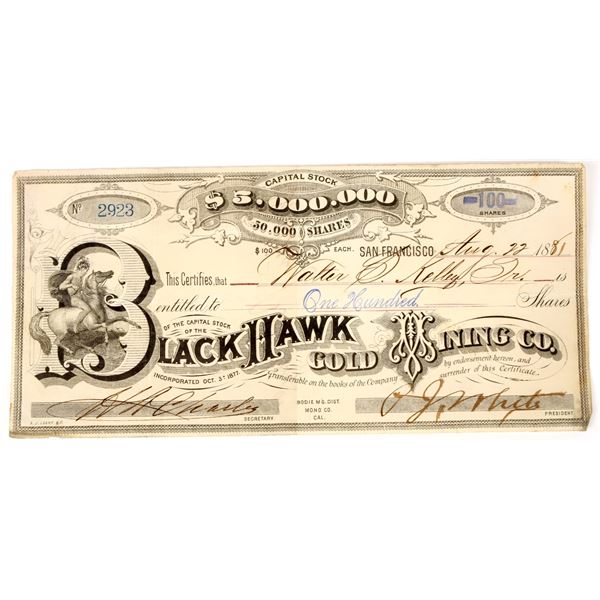 CAPITAL STOCK
$5,000,000
50,000 SHARES
No 2923
100
SHARES
$100 EACH. SAN FRANCISCO, Aug. 22 1881
This Certifies, that Walter is
entitled to One Hundred Shares
OF THE CAPITAL STOCK
OF THE
BLACK HAWK
GOLD MINING CO.
INCORPORATED OCT. 3d 1877.
Transferable on the books of the Company by endorsement hereon, and
surrender of this Certificate.
BODIE MG. DIST.
MONO CO.
CAL.
SECRETARY.
PRESIDENT.